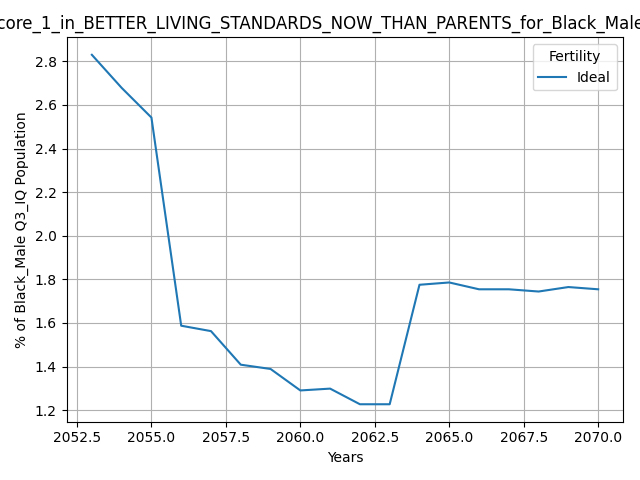 core_1_in_BETTER_LIVING_STANDARDS_NOW_THAN_PARENTS_for_Black_Male
Fertility
Ideal
% of Black_Male Q3_IQ Population
2.8
2.6
2.4
2.2
2.0
1.8
1.6
1.4
1.2
2052.5 2055.0 2057.5 2060.0 2062.5 2065.0 2067.5 2070.0
Years